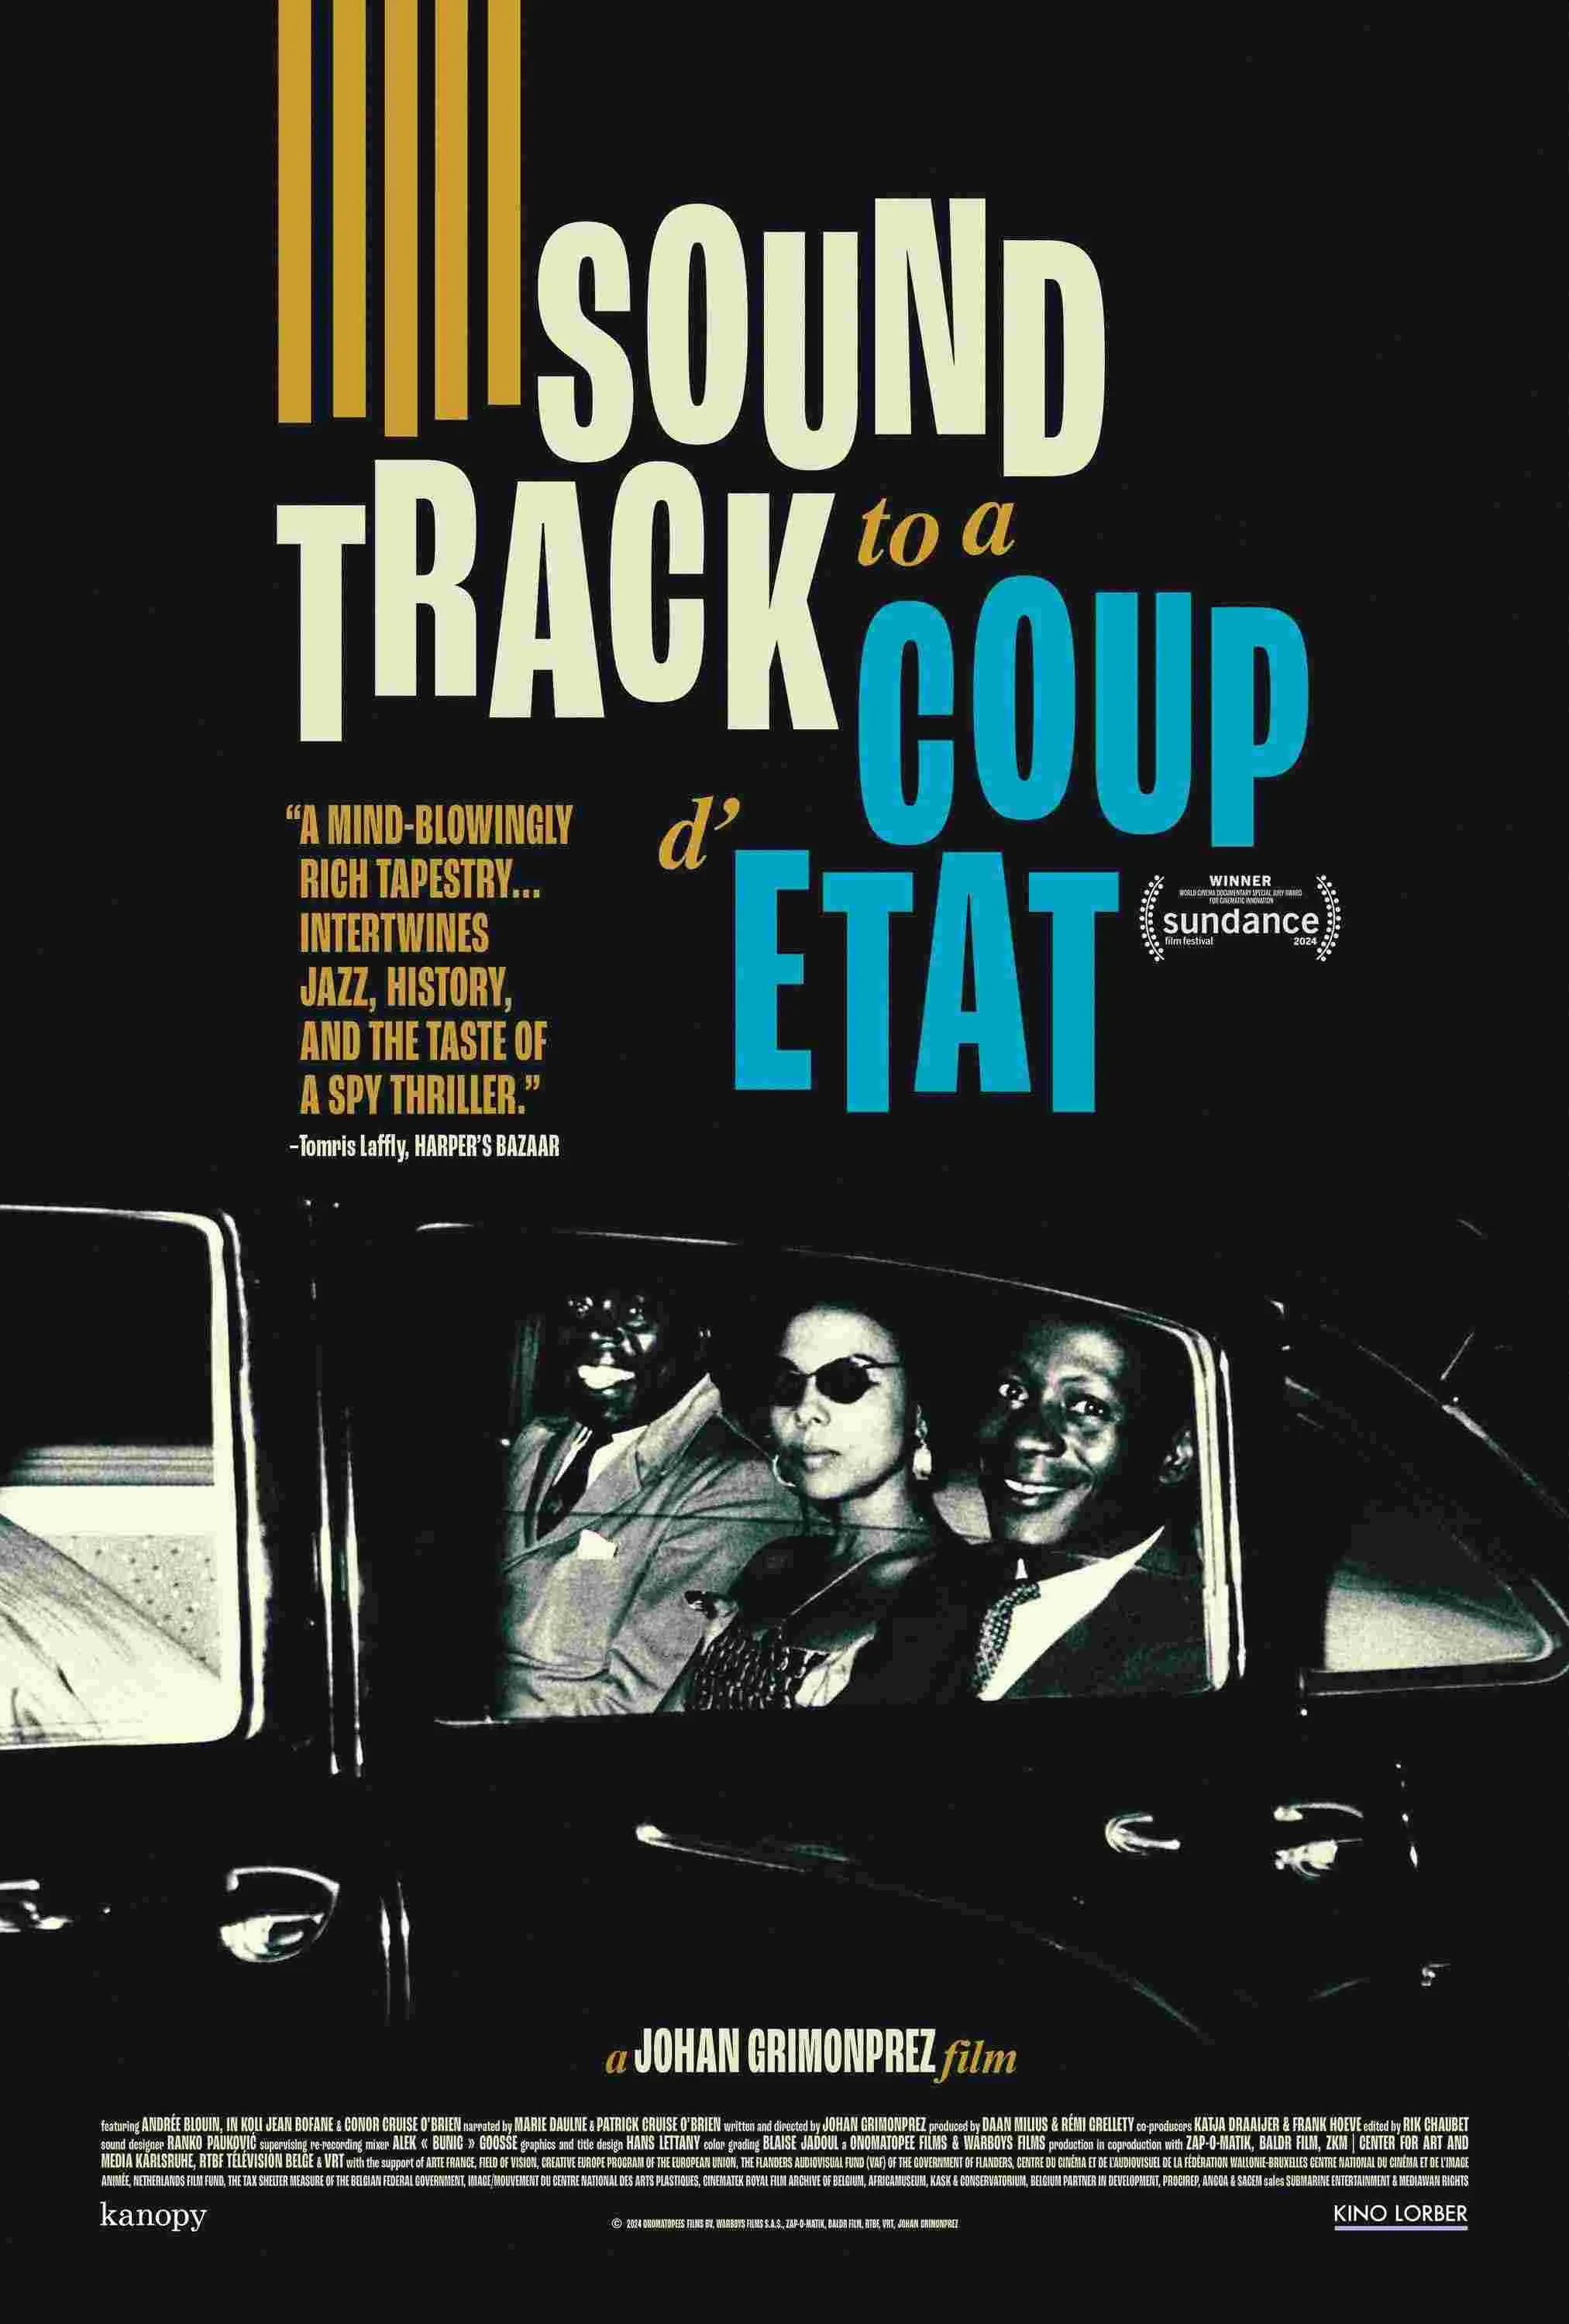 SOUND
TRACK to a
COUP
d'
ETAT
“A MIND-BLOWINGLY
RICH TAPESTRY...
INTERTWINES
JAZZ, HISTORY,
AND THE TASTE OF
A SPY THRILLER.”
–Tomris Laffly, HARPER'S BAZAAR
WINNER
WORLD CINEMA DOCUMENTARY SPECIAL JURY AWARD
FOR CINEMATIC INNOVATION
sundance
film festival 2024
a JOHAN GRIMONPREZ film
featuring ANDRÉE BLOUIN, IN KOLI JEAN BOFANE & CONOR CRUISE O'BRIEN narrated by MARIE DAULNE & PATRICK CRUISE O'BRIEN written and directed by JOHAN GRIMONPREZ produced by DAAN MILIUS & RÉMI GRELLETY co-producers KATJA DRAAIJER & FRANK HOEVE edited by RIK CHAUBET
sound designer RANKO PAUKOVIĆ supervising re-recording mixer ALEK « BUNIC » GOOSSE graphics and title design HANS LETTANY color grading BLAISE JADOUL a ONOMATOPEE FILMS & WARBOYS FILMS production in coproduction with ZAP-O-MATIK, BALDR FILM, ZKM | CENTER FOR ART AND
MEDIA KARLSRUHE, RTBF TÉLÉVISION BELGE & VRT with the support of ARTE FRANCE, FIELD OF VISION, CREATIVE EUROPE PROGRAM OF THE EUROPEAN UNION, THE FLANDERS AUDIOVISUAL FUND (VAF) OF THE GOVERNMENT OF FLANDERS, CENTRE DU CINÉMA ET DE L'AUDIOVISUEL DE LA FÉDÉRATION WALLONIE-BRUXELLES CENTRE NATIONAL DU CINÉMA ET DE L'IMAGE
ANIMÉE, NETHERLANDS FILM FUND, THE TAX SHELTER MEASURE OF THE BELGIAN FEDERAL GOVERNMENT, IMAGE/MOUVEMENT DU CENTRE NATIONAL DES ARTS PLASTIQUES, CINEMATEK ROYAL FILM ARCHIVE OF BELGIUM, AFRICAMUSEUM, KASK & CONSERVATORIUM, BELGIUM PARTNER IN DEVELOPMENT, PROCIREP, ANGOA & SACEM sales SUBMARINE ENTERTAINMENT & MEDIAWAN RIGHTS
kanopy
© 2024 ONOMATOPEES FILMS BV, WARBOYS FILMS S.A.S., ZAP-O-MATIK, BALDR FILM, RTBF, VRT, JOHAN GRIMONPREZ
KINO LORBER